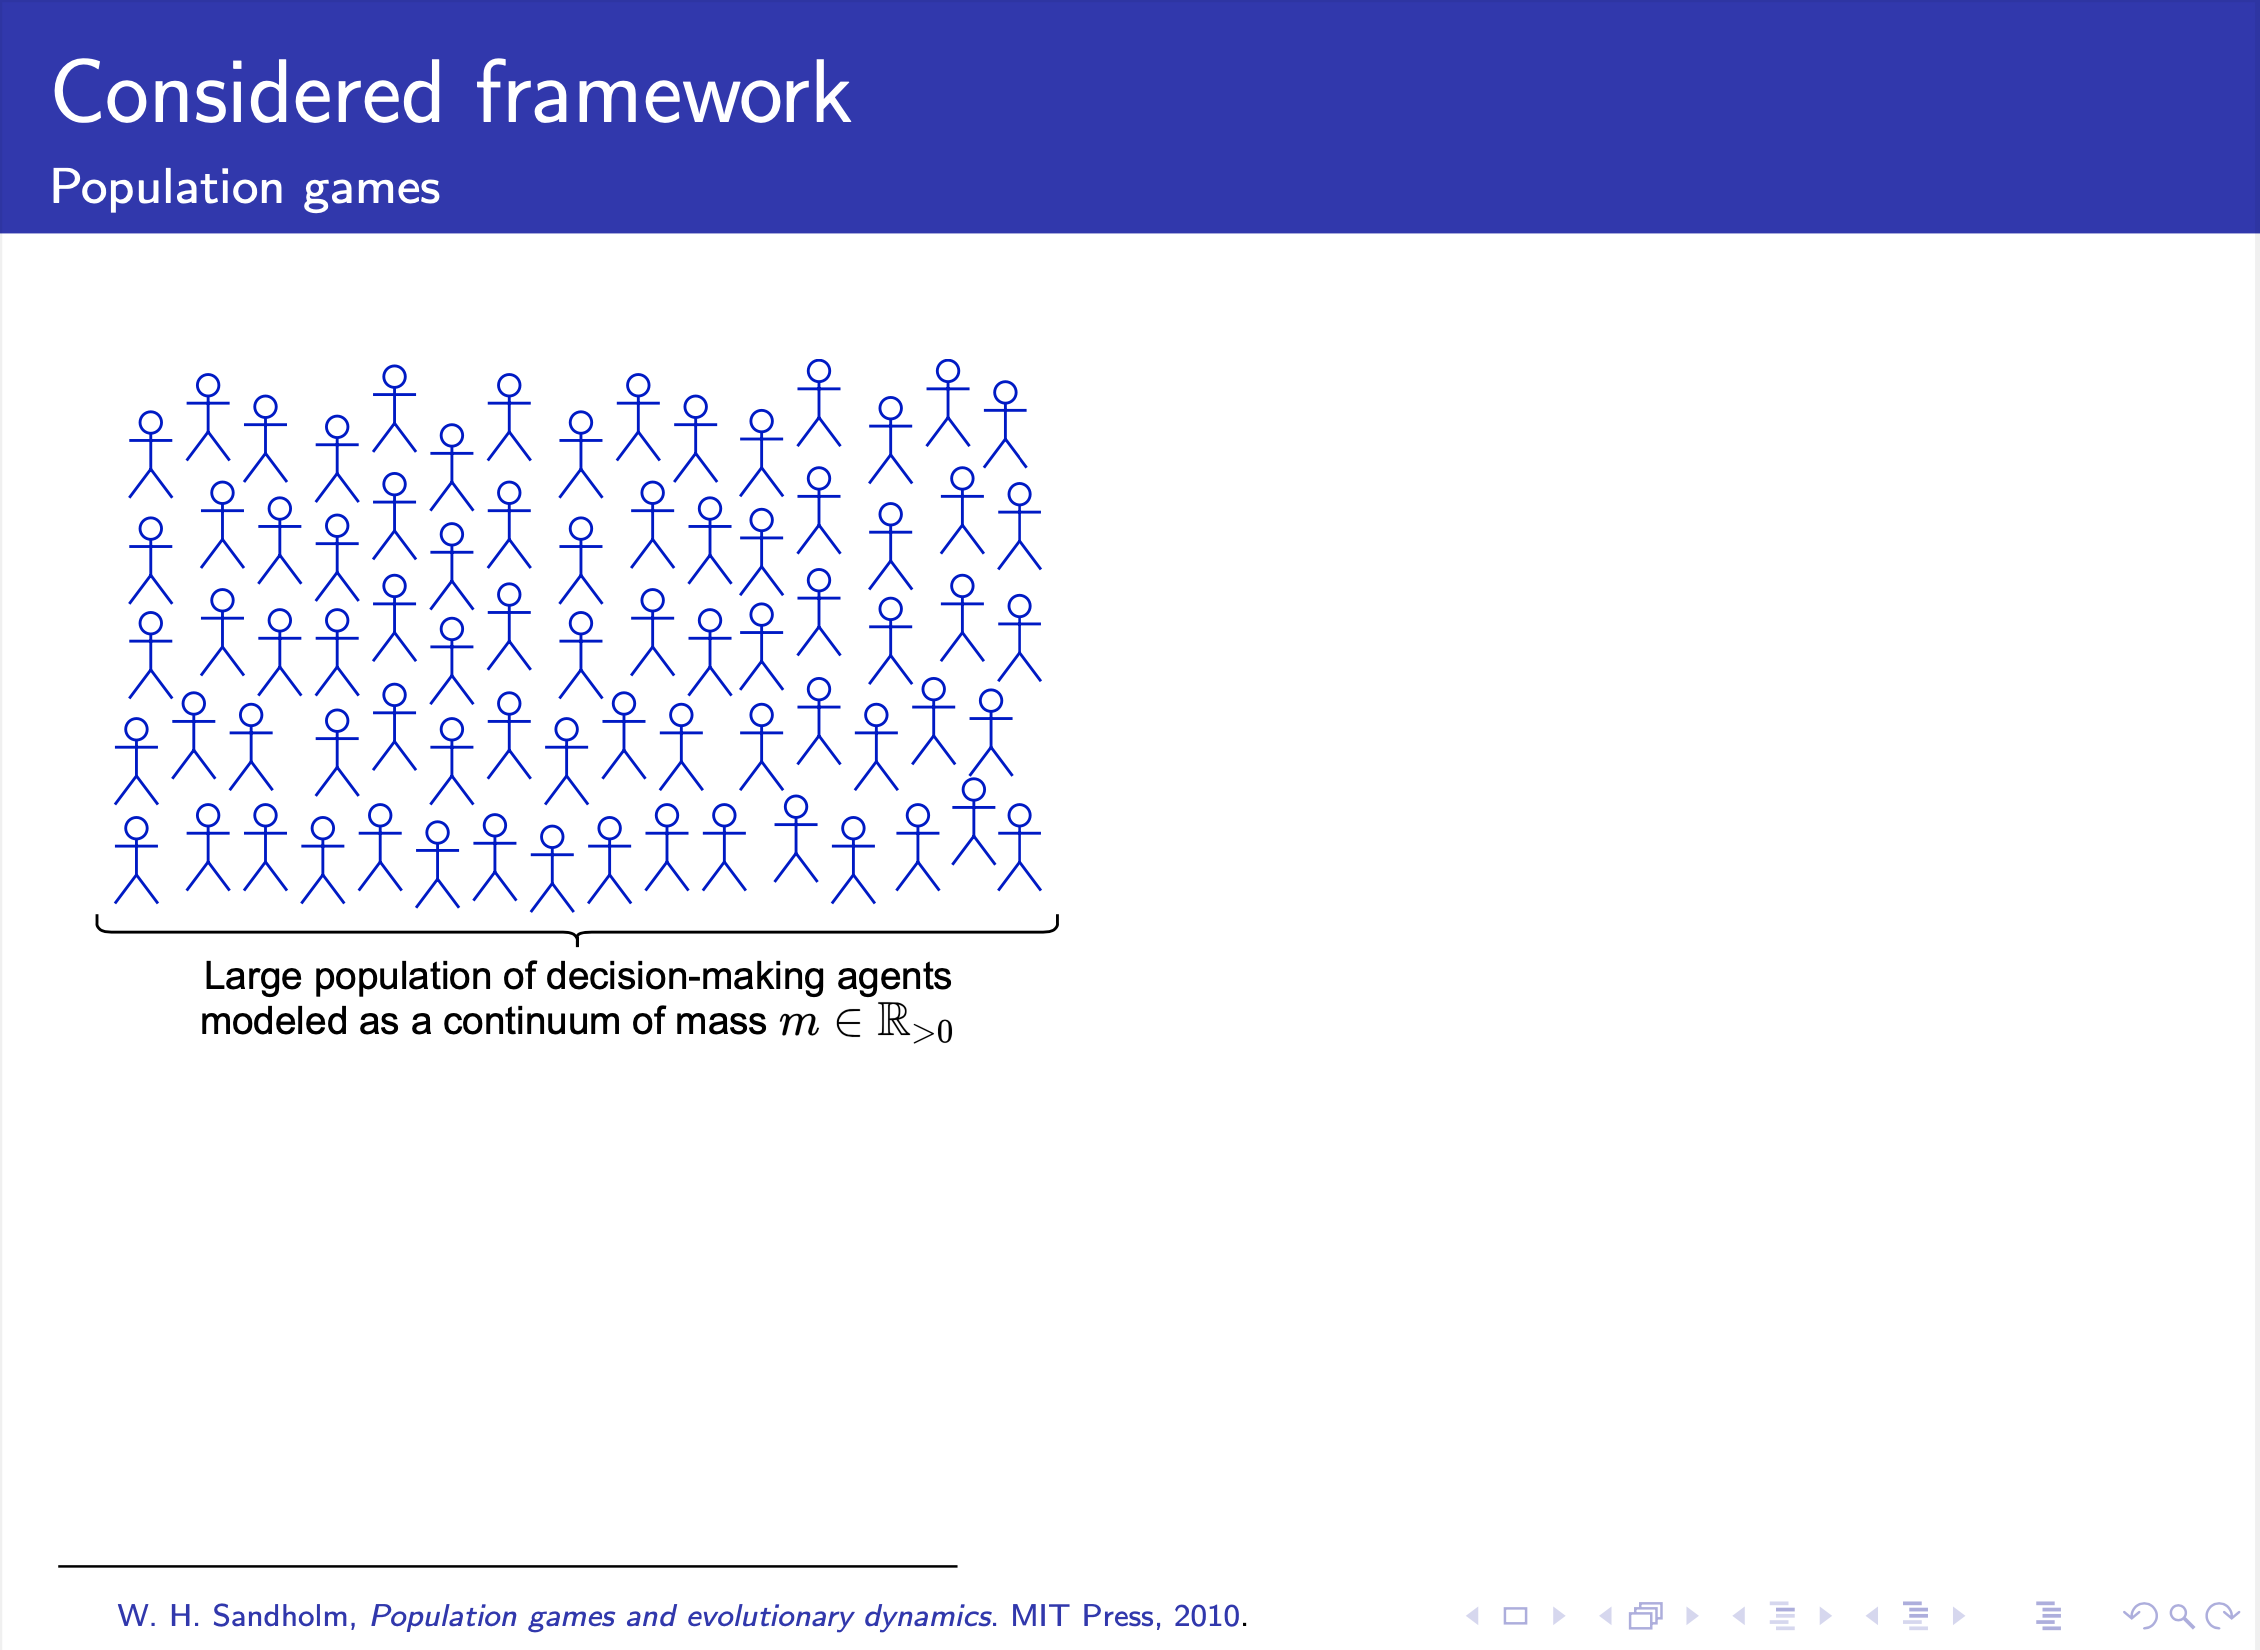 Considered framework
Population games
Large population of decision-making agents
modeled as a continuum of mass m ∈ ℝ>0
W. H. Sandholm, Population games and evolutionary dynamics. MIT Press, 2010.